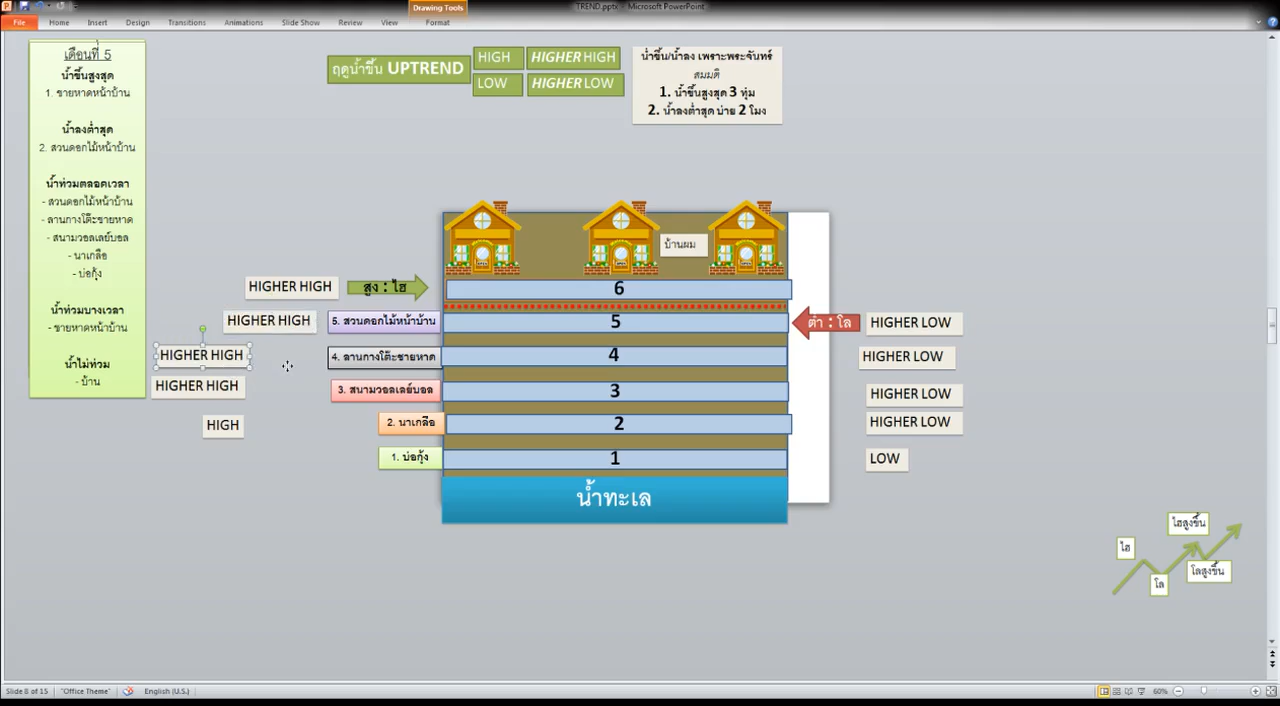 TREND.pptx - Microsoft PowerPoint
Drawing Tools
File Home Insert Design Transitions Animations Slide Show Review View Format
เดือนที่ 5
น้ำขึ้นสูงสุด
1. ชายหาดหน้าบ้าน
น้ำลงต่ำสุด
2. สวนดอกไม้หน้าบ้าน
น้ำท่วมตลอดเวลา
- สวนดอกไม้หน้าบ้าน
- ลานกางโต๊ะชายหาด
- สนามวอลเลย์บอล
- นาเกลือ
- บ่อกุ้ง
น้ำท่วมบางเวลา
- ชายหาดหน้าบ้าน
น้ำไม่ท่วม
- บ้าน
ฤดูน้ำขึ้น UPTREND
HIGH HIGHER HIGH
LOW HIGHER LOW
น้ำขึ้น/น้ำลง เพราะพระจันทร์
สมมติ
1. น้ำขึ้นสูงสุด 3 ทุ่ม
2. น้ำลงต่ำสุด บ่าย 2 โมง
บ้านผม
HIGHER HIGH สูง : ไฮ 6
HIGHER HIGH 5. สวนดอกไม้หน้าบ้าน 5 ต่ำ : โล HIGHER LOW
HIGHER HIGH 4. ลานกางโต๊ะชายหาด 4 HIGHER LOW
HIGHER HIGH 3. สนามวอลเลย์บอล 3 HIGHER LOW
HIGH 2. นาเกลือ 2 HIGHER LOW
1. บ่อกุ้ง 1 LOW
น้ำทะเล
ไฮสูงขึ้น
ไฮ
โลสูงขึ้น
โล
Slide 8 of 15 "Office Theme" English (U.S.) 60%